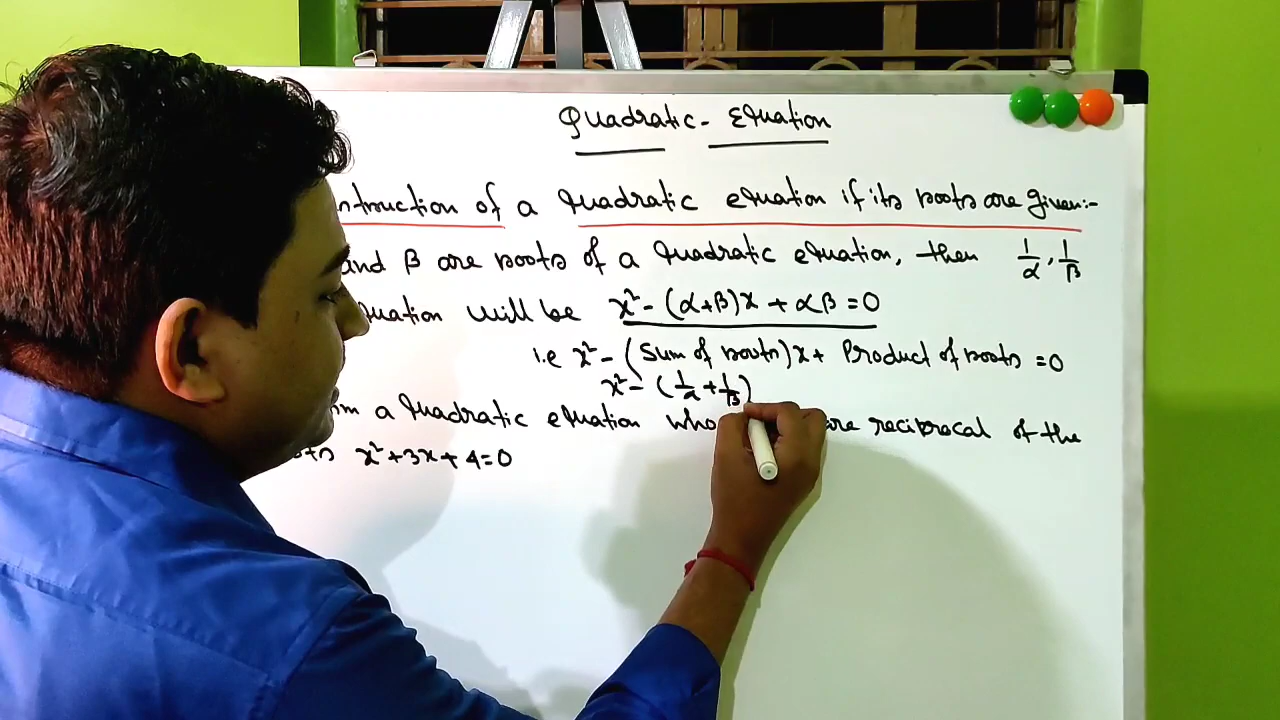 Quadratic - Equation
ntruction of a Quadratic equation if its roots are given:-
and β are roots of a Quadratic equation, then 1/α, 1/β
quation will be x² - (α+β)x + αβ = 0
i.e x² - (Sum of roots)x + Product of roots = 0
x² - (1/α + 1/β)
m a Quadratic equation who are reciprocal of the
ots x² + 3x + 4 = 0